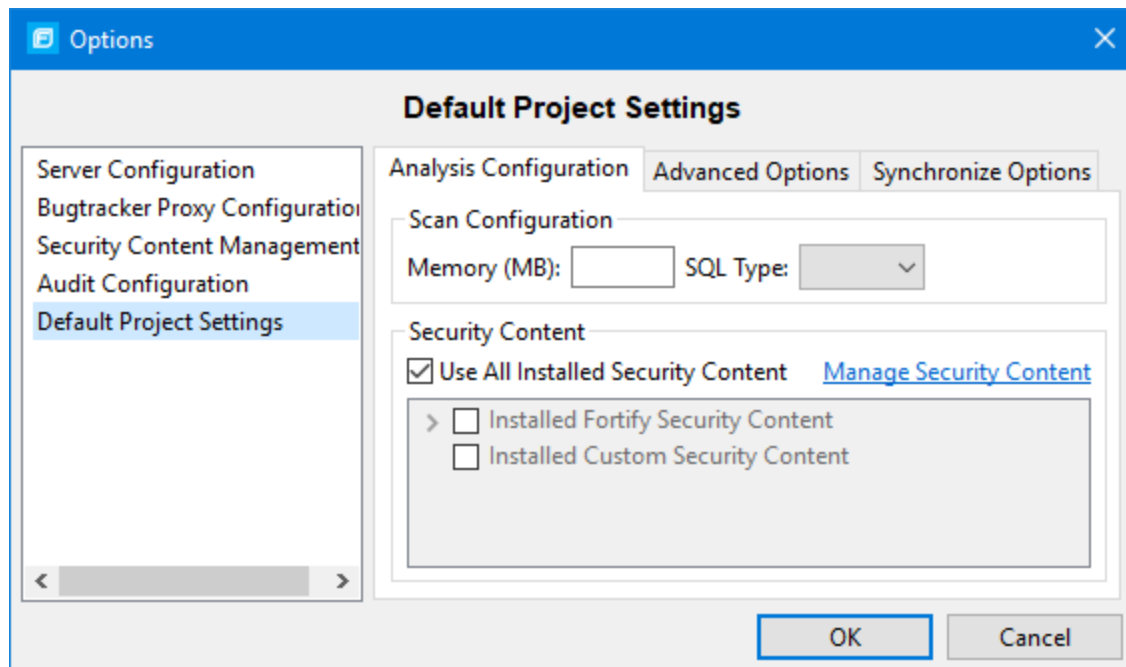 Options
Default Project Settings
Server Configuration
Bugtracker Proxy Configuration
Security Content Management
Audit Configuration
Default Project Settings
Analysis Configuration
Advanced Options
Synchronize Options
Scan Configuration
Memory (MB):
SQL Type:
Security Content
Use All Installed Security Content
Manage Security Content
Installed Fortify Security Content
Installed Custom Security Content
OK
Cancel